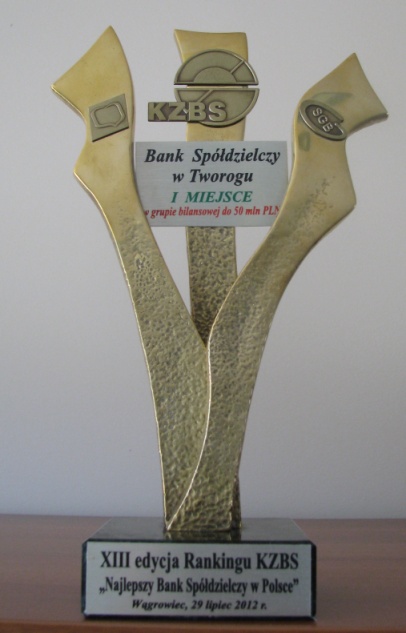 KZBS
SGB
Bank Spółdzielczy
w Tworogu
I MIEJSCE
w grupie bilansowej do 50 mln PLN
XIII edycja Rankingu KZBS
„Najlepszy Bank Spółdzielczy w Polsce”
Wągrowiec, 29 lipiec 2012 r.